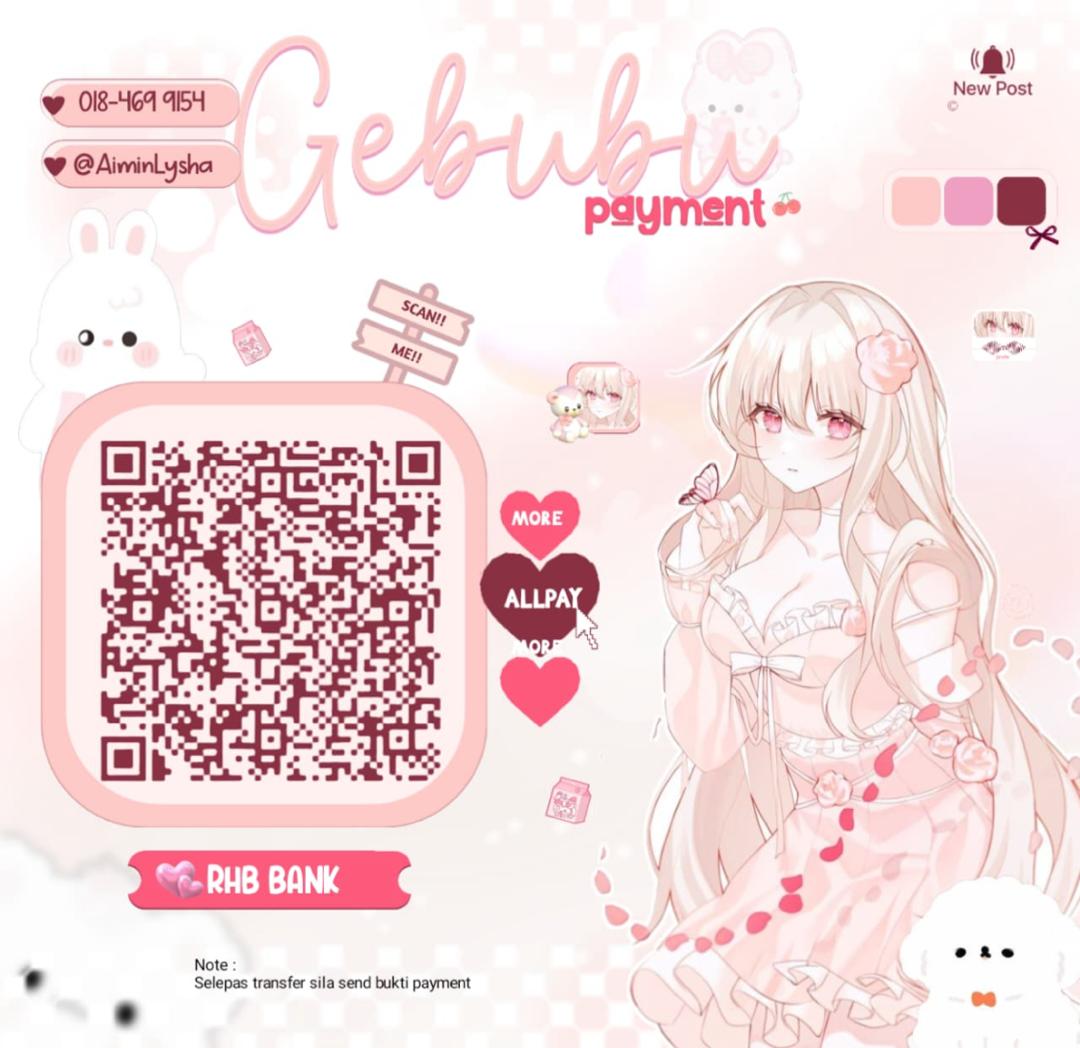 018-469 9154
@AiminLysha
Gebubu
payment
New Post
©
SCAN!!
ME!!
MORE
ALLPAY
MORE
RHB BANK
Note :
Selepas transfer sila send bukti payment